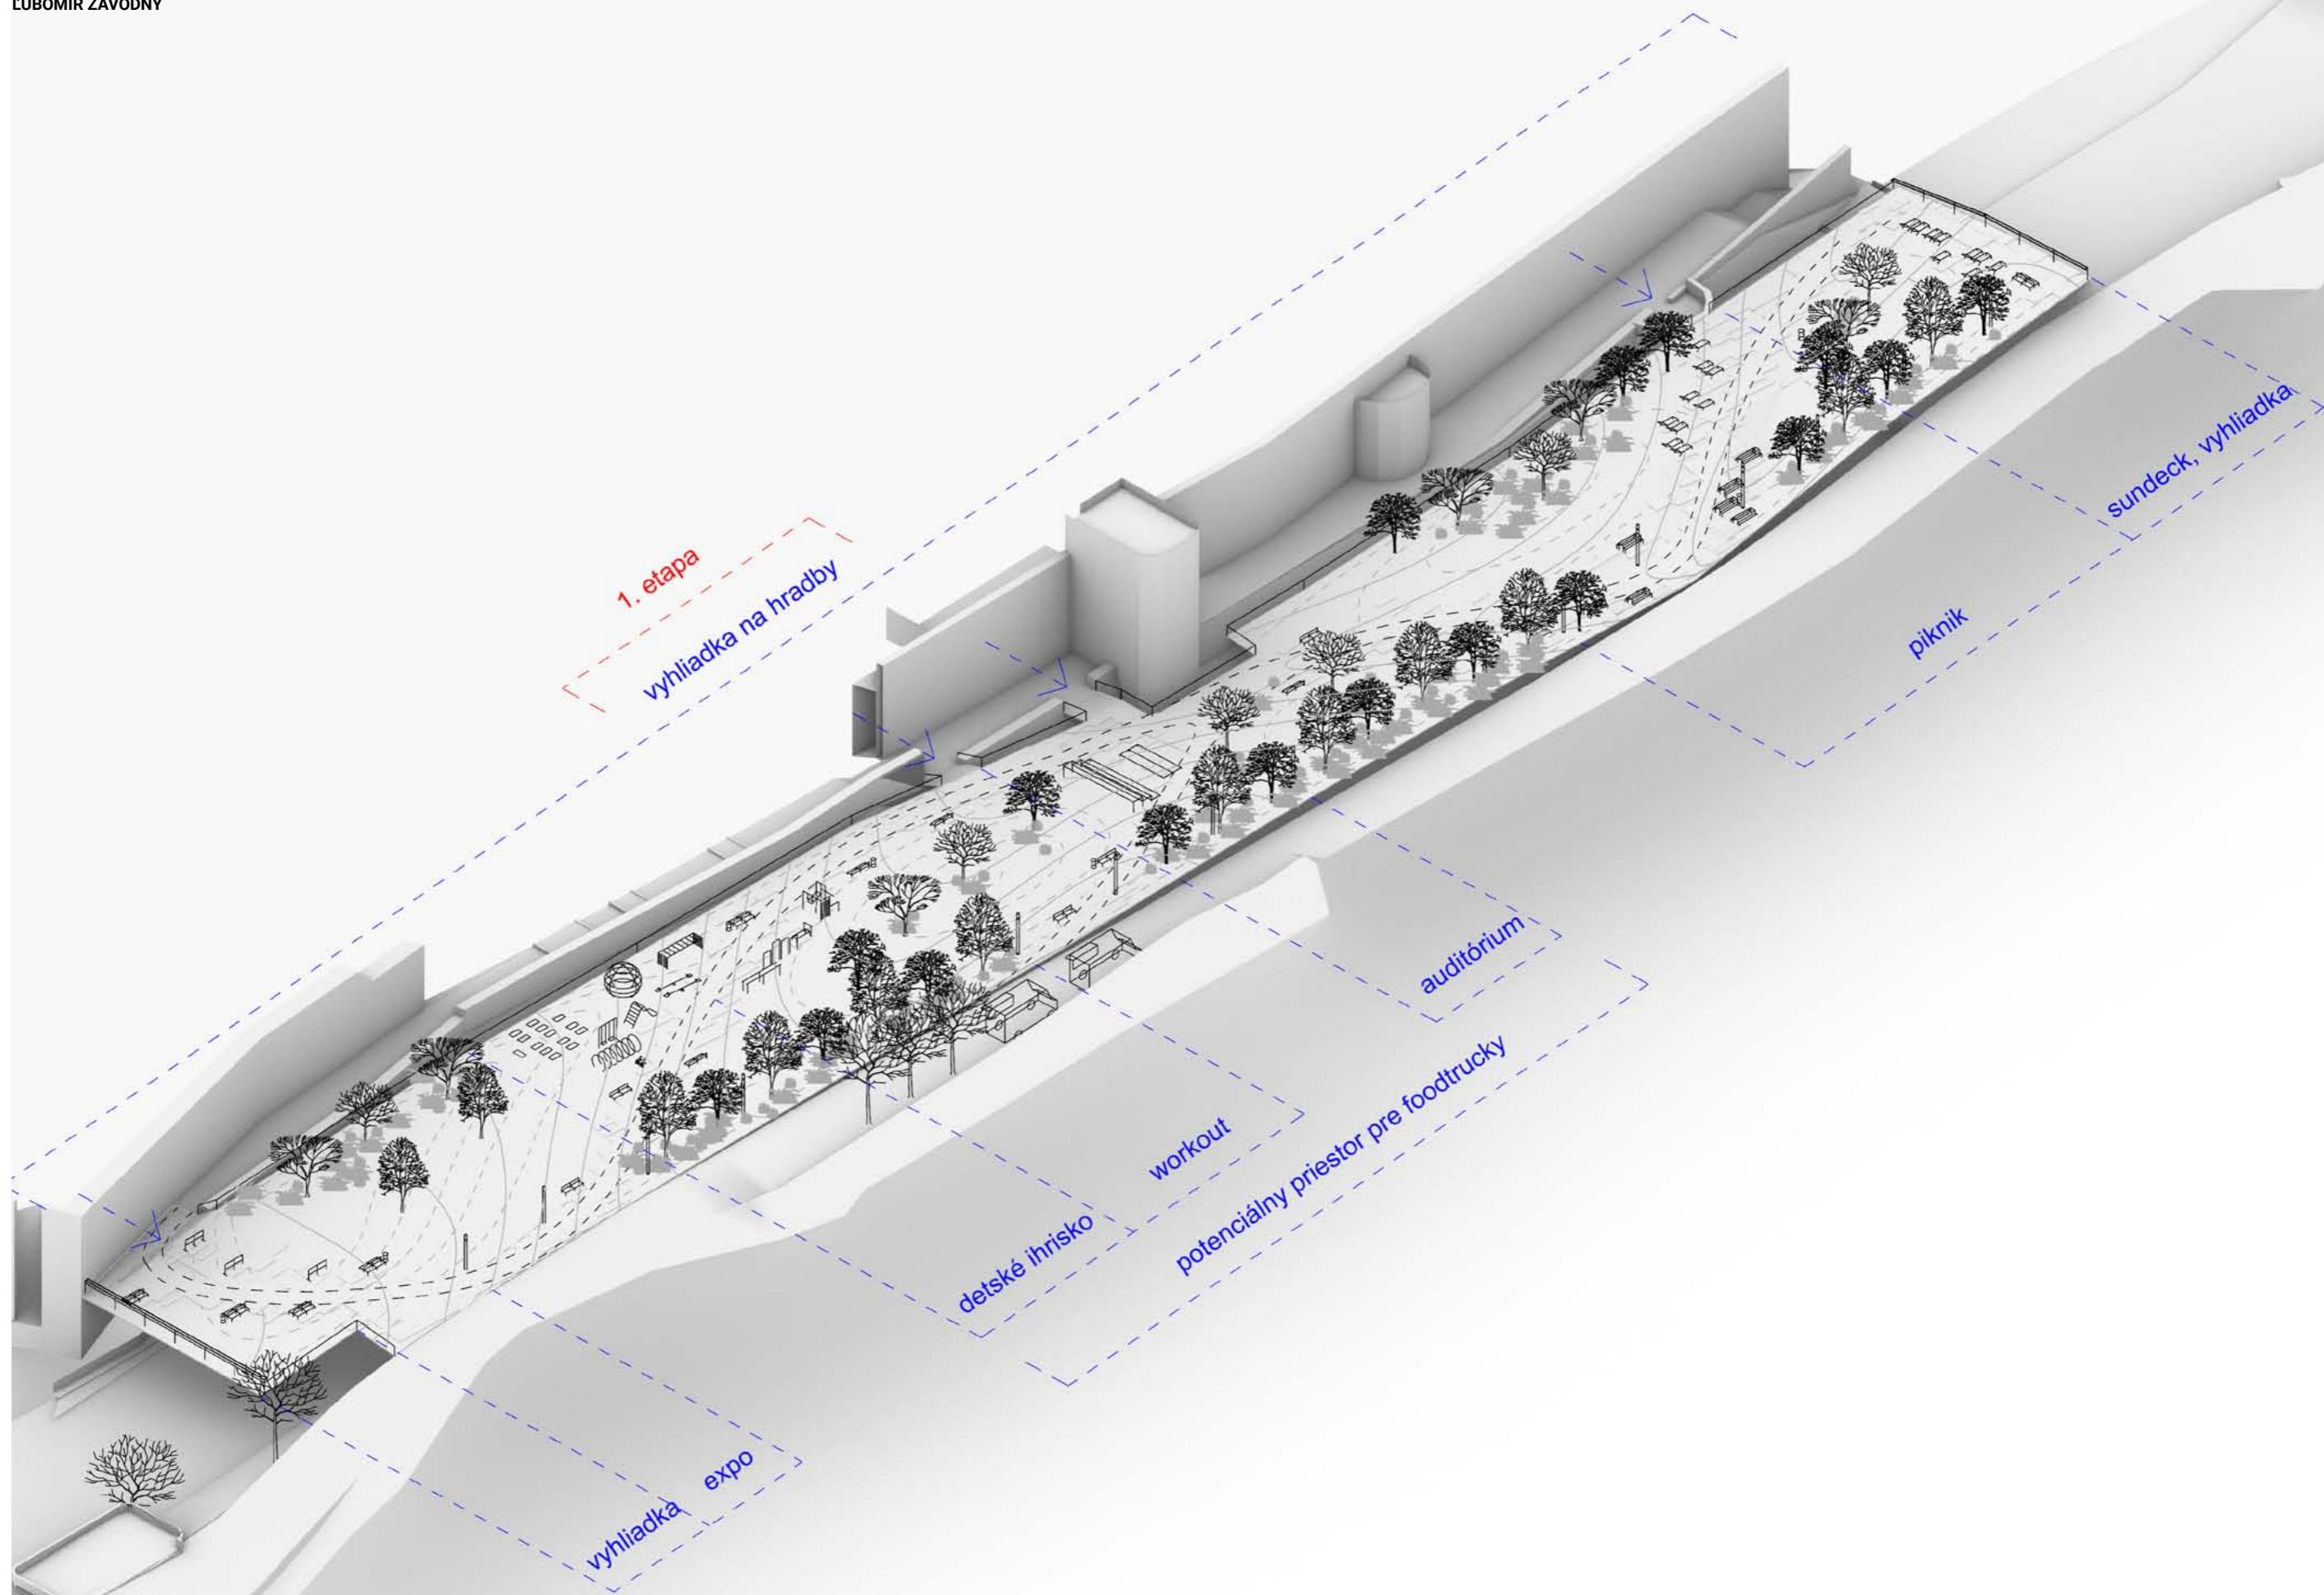 ĽUBOMÍR ZÁVODNÝ
1. etapa
vyhliadka na hradby
sundeck, vyhliadka
piknik
auditórium
potenciálny priestor pre foodtrucky
workout
detské ihrisko
expo
vyhliadka